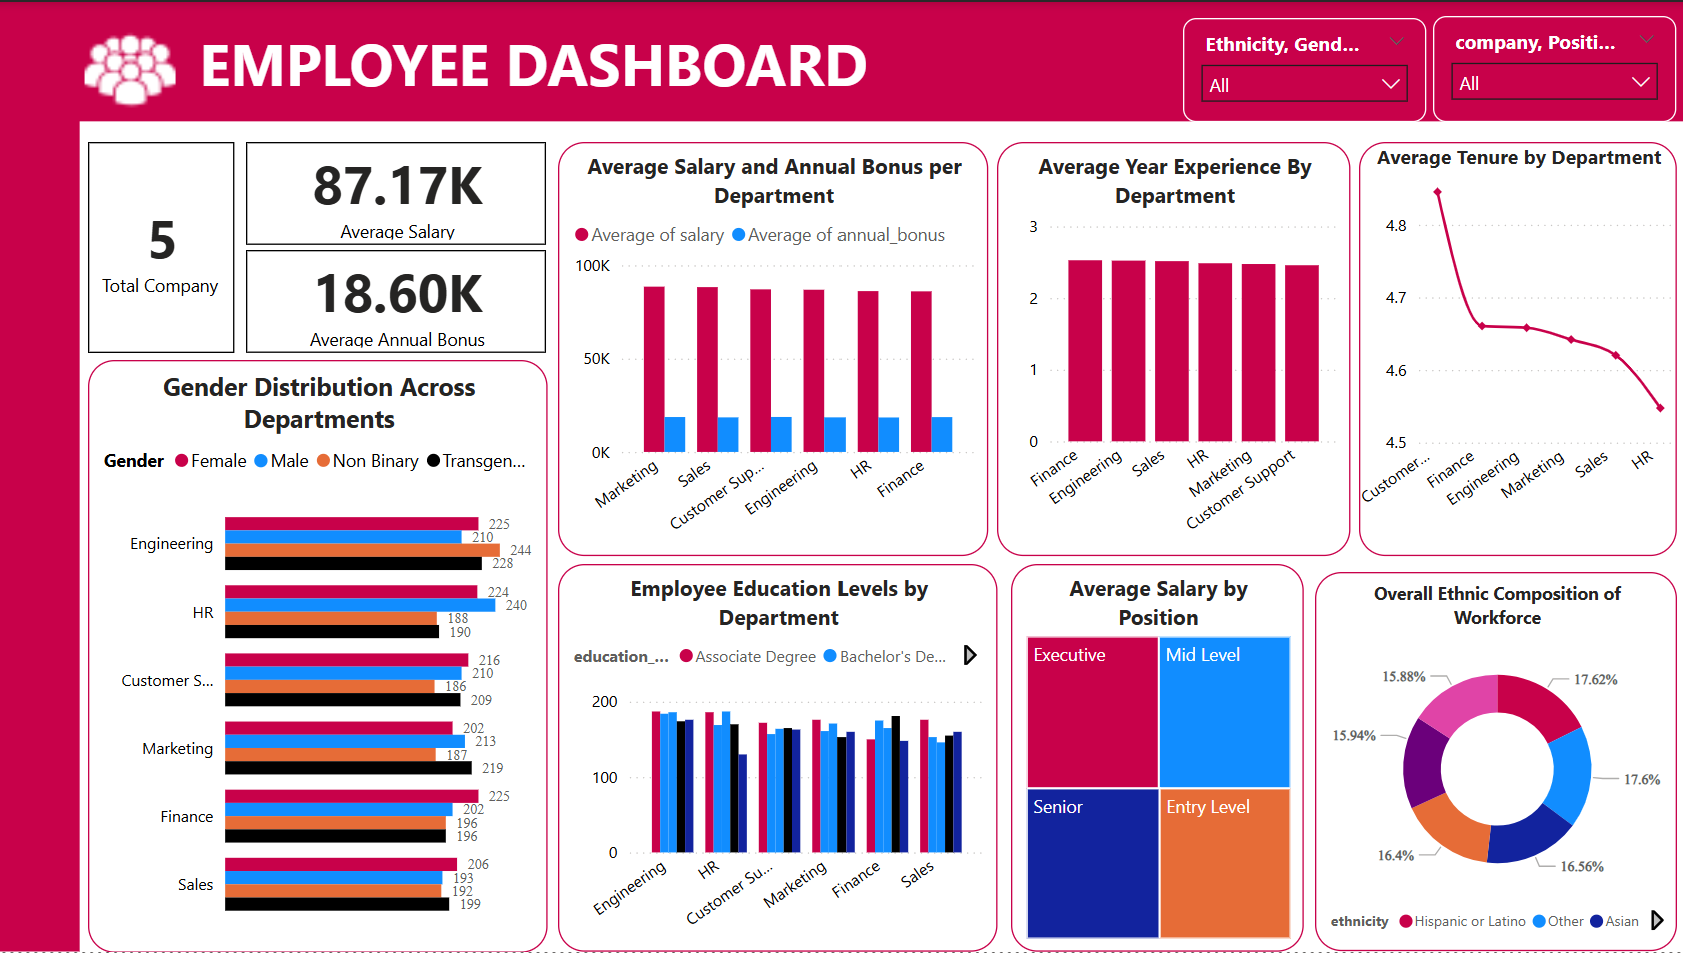 EMPLOYEE DASHBOARD
Ethnicity, Gend...
All
company, Positi...
All
5
Total Company
87.17K
Average Salary
18.60K
Average Annual Bonus
Average Salary and Annual Bonus per
Department
Average of salary Average of annual_bonus
100K
50K
0K
Marketing
Sales
Customer Sup...
Engineering
HR
Finance
Average Year Experience By
Department
3
2
1
0
Finance
Engineering
Sales
HR
Marketing
Customer Support
Average Tenure by Department
4.8
4.7
4.6
4.5
Customer...
Finance
Engineering
Marketing
Sales
HR
Gender Distribution Across
Departments
Gender Female Male Non Binary Transgen...
Engineering
225
210
244
228
HR
224
240
188
190
Customer S...
216
210
186
209
Marketing
202
213
187
219
Finance
225
202
196
196
Sales
206
193
192
199
Employee Education Levels by
Department
education_... Associate Degree Bachelor's De...
200
100
0
Engineering
HR
Customer Su...
Marketing
Finance
Sales
Average Salary by
Position
Executive
Mid Level
Senior
Entry Level
Overall Ethnic Composition of
Workforce
15.88%
17.62%
15.94%
17.6%
16.4%
16.56%
ethnicity Hispanic or Latino Other Asian